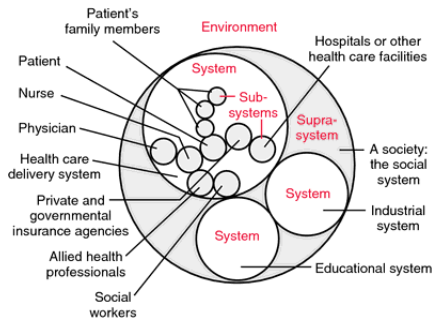 Patient's
family members
Environment
Hospitals or other
health care facilities
Patient
System
Nurse
Sub-
systems
Physician
Supra-
system
A society:
the social
system
Health care
delivery system
System
Private and
governmental
insurance agencies
Industrial
system
System
Allied health
professionals
Educational system
Social
workers